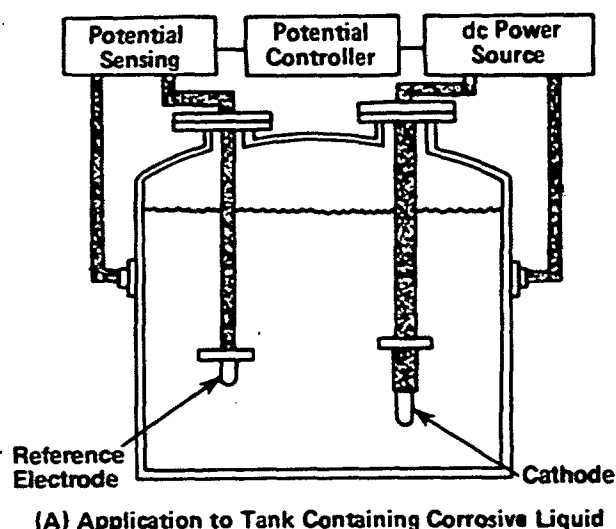 Potential
Sensing
Potential
Controller
dc Power
Source
Reference
Electrode
Cathode
(A) Application to Tank Containing Corrosive Liquid